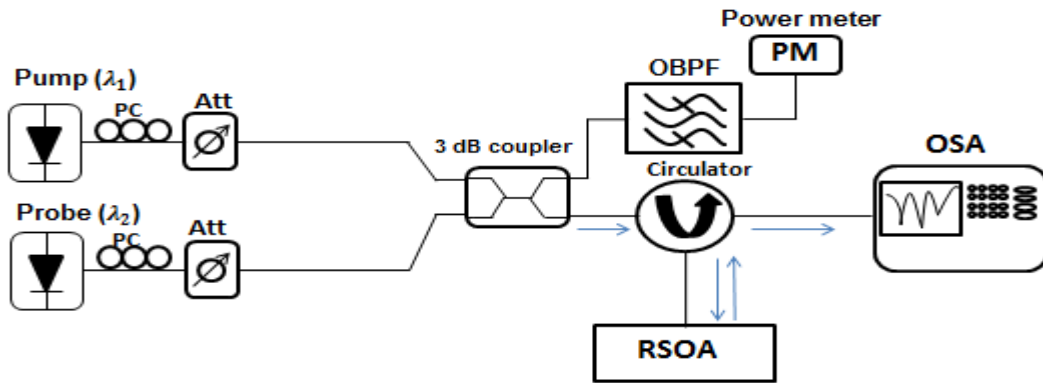 Power meter
PM
OBPF
Pump (λ₁)
PC
Att
3 dB coupler
Circulator
OSA
Probe (λ₂)
PC
Att
RSOA